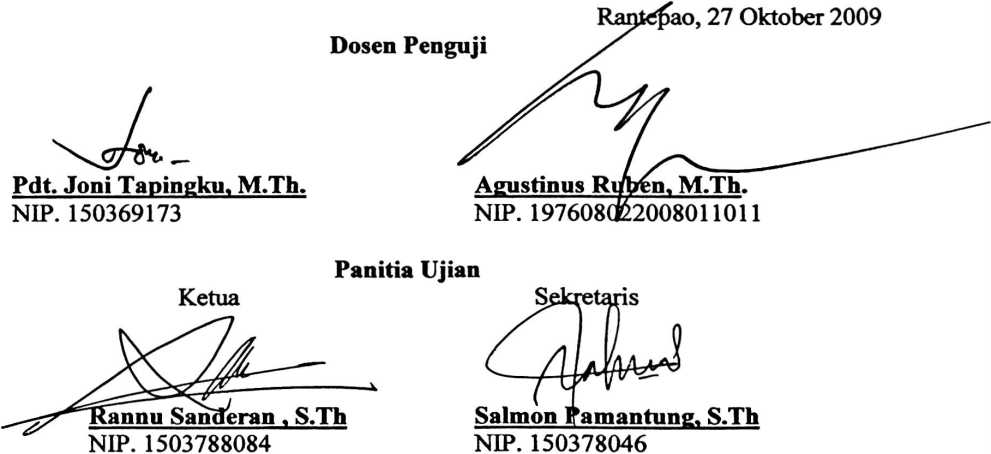 Rantepao, 27 Oktober 2009
Dosen Penguji
Pdt. Joni Tapingku, M.Th.
NIP. 150369173
Agustinus Ruben, M.Th.
NIP. 197608022008011011
Panitia Ujian
Ketua
Sekretaris
Rannu Sanderan , S.Th
NIP. 1503788084
Salmon Pamantung, S.Th
NIP. 150378046